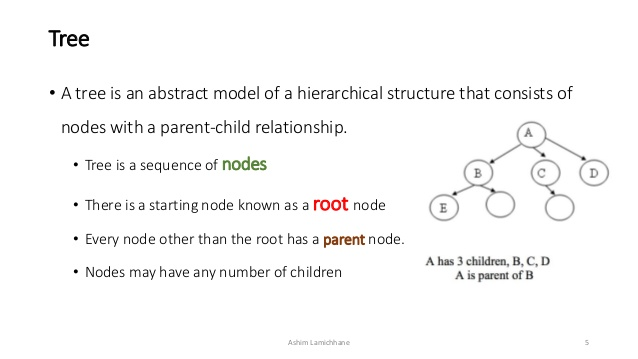 Tree
• A tree is an abstract model of a hierarchical structure that consists of
nodes with a parent-child relationship.
• Tree is a sequence of nodes
• There is a starting node known as a root node
• Every node other than the root has a parent node.
• Nodes may have any number of children
A
B
C
D
E
A has 3 children, B, C, D
A is parent of B
Ashim Lamichhane
5